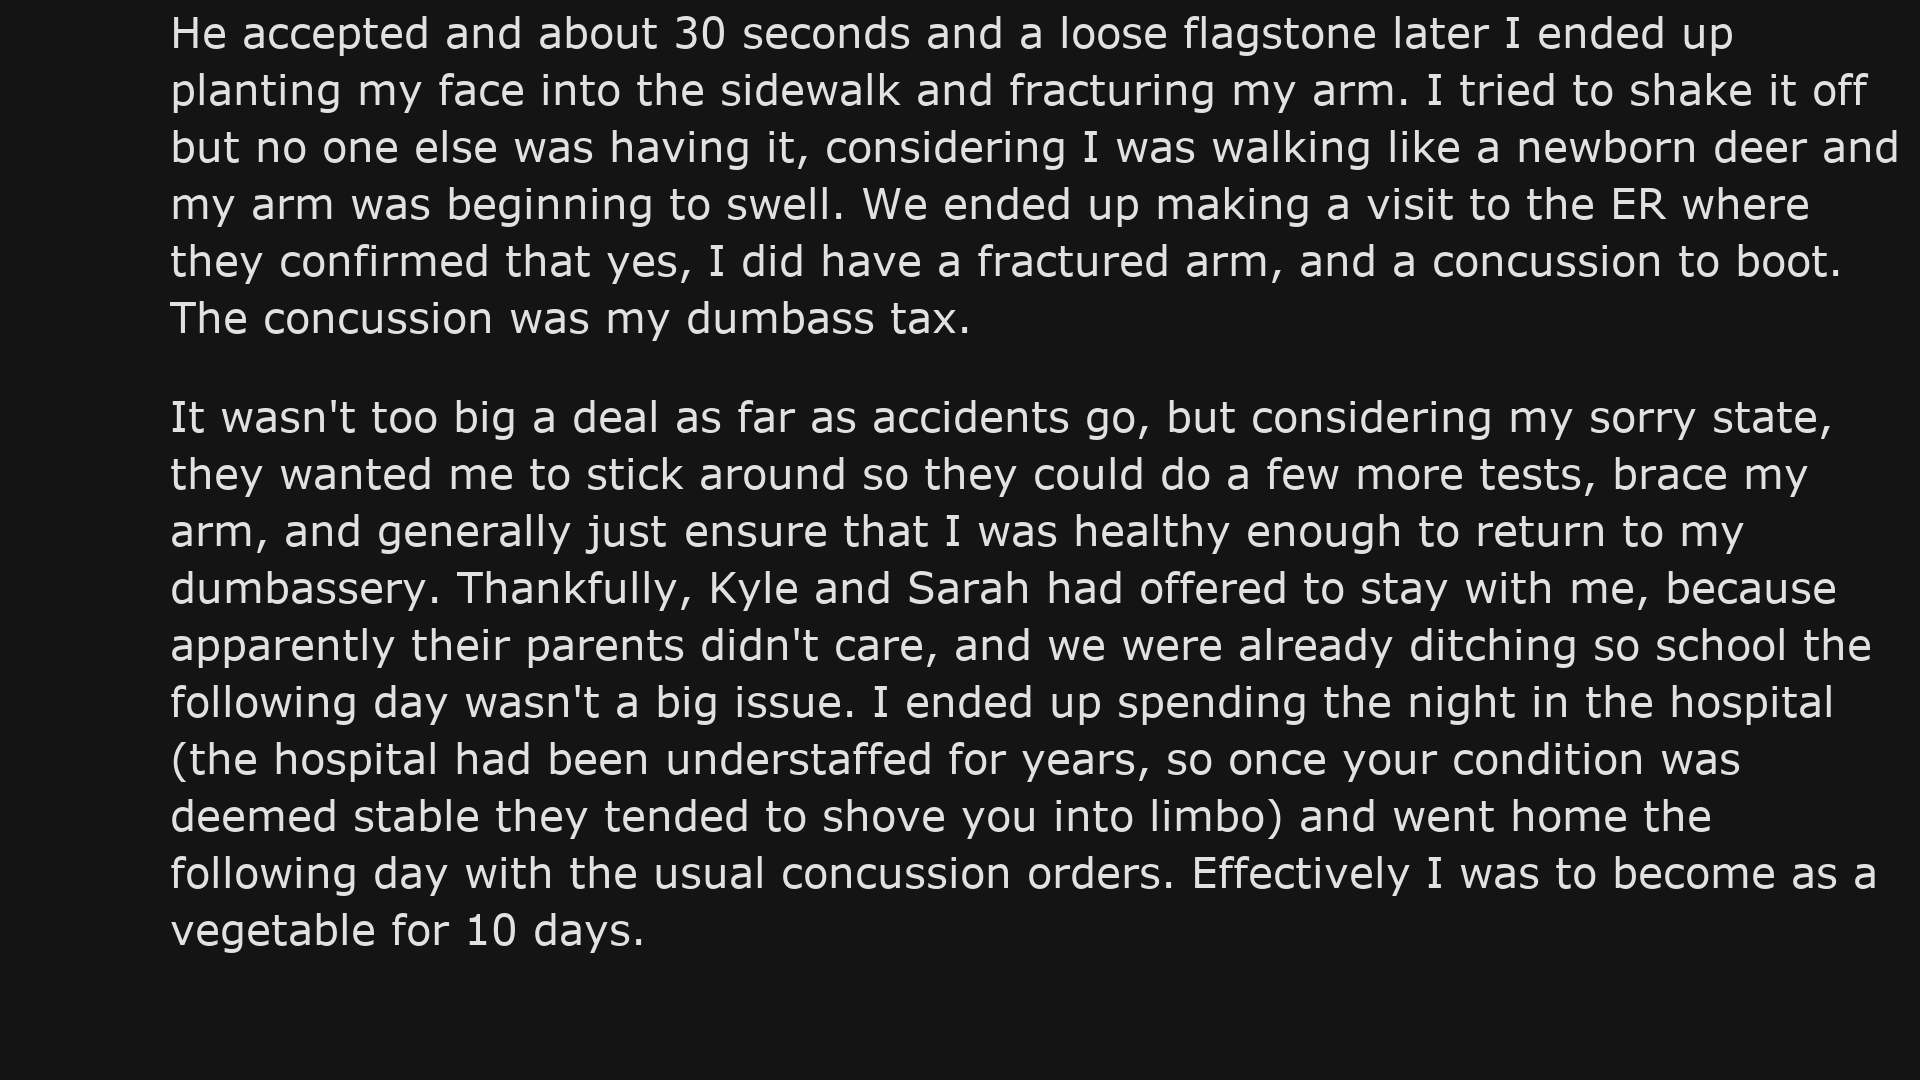 He accepted and about 30 seconds and a loose flagstone later I ended up
planting my face into the sidewalk and fracturing my arm. I tried to shake it off
but no one else was having it, considering I was walking like a newborn deer and
my arm was beginning to swell. We ended up making a visit to the ER where
they confirmed that yes, I did have a fractured arm, and a concussion to boot.
The concussion was my dumbass tax.
It wasn't too big a deal as far as accidents go, but considering my sorry state,
they wanted me to stick around so they could do a few more tests, brace my
arm, and generally just ensure that I was healthy enough to return to my
dumbassery. Thankfully, Kyle and Sarah had offered to stay with me, because
apparently their parents didn't care, and we were already ditching so school the
following day wasn't a big issue. I ended up spending the night in the hospital
(the hospital had been understaffed for years, so once your condition was
deemed stable they tended to shove you into limbo) and went home the
following day with the usual concussion orders. Effectively I was to become as a
vegetable for 10 days.